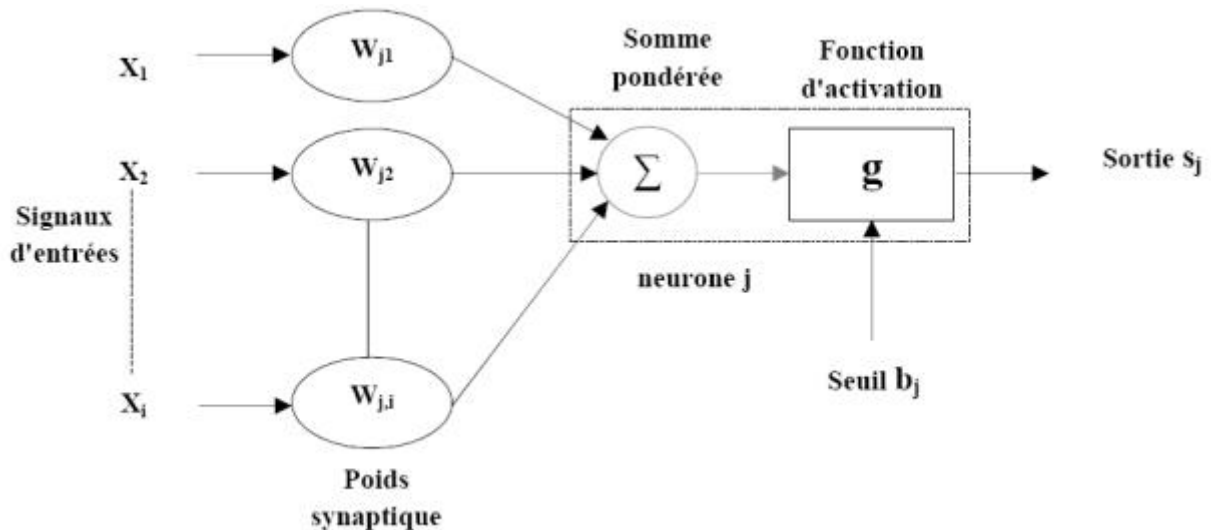 Somme
pondérée
Fonction
d'activation
X₁
Wj1
X₂
Wj2
Σ
g
Sortie sj
Signaux
d'entrées
neurone j
Seuil bj
Xi
Wj,i
Poids
synaptique